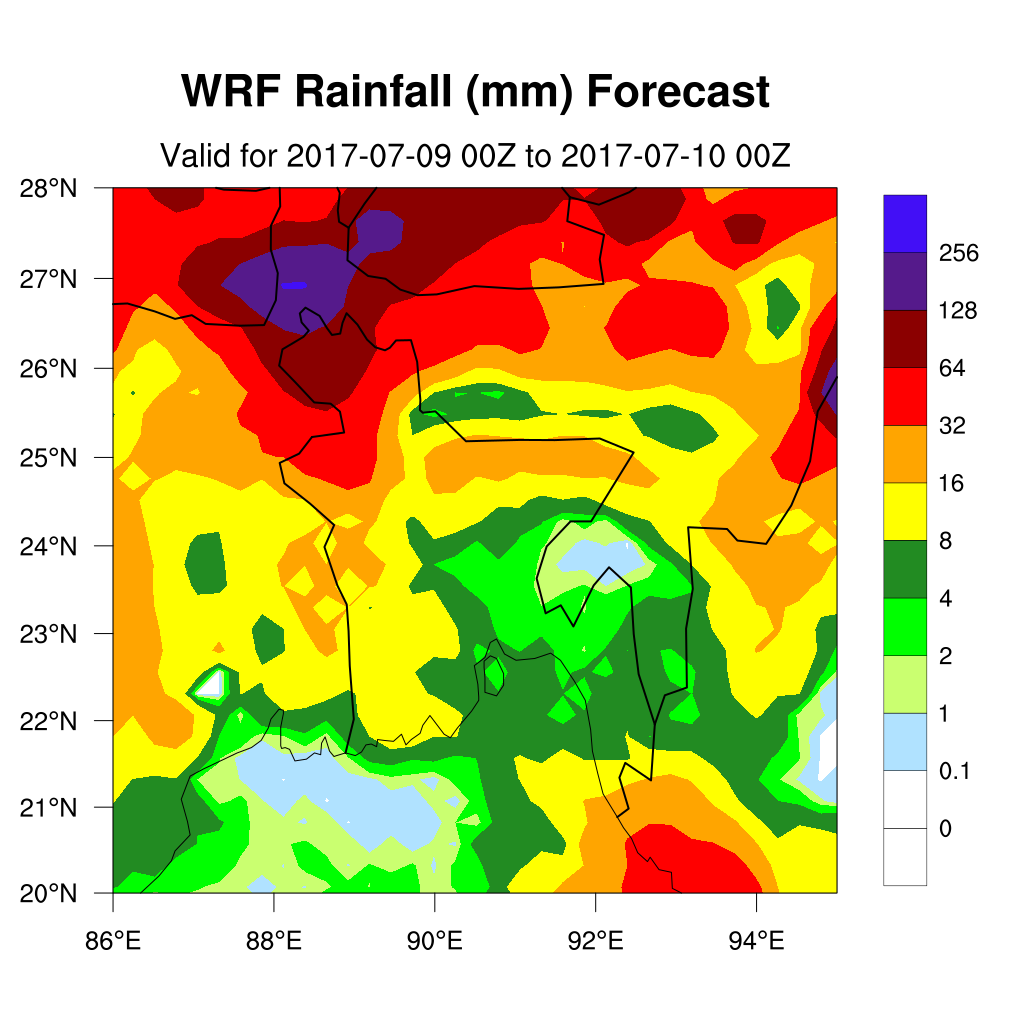 WRF Rainfall (mm) Forecast
Valid for 2017-07-09 00Z to 2017-07-10 00Z
28°N
27°N
26°N
25°N
24°N
23°N
22°N
21°N
20°N
86°E
88°E
90°E
92°E
94°E
256
128
64
32
16
8
4
2
1
0.1
0